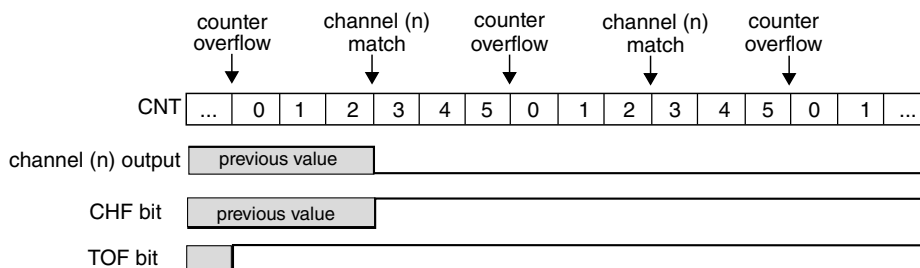 counter overflow
channel (n) match
counter overflow
channel (n) match
counter overflow
CNT ... 0 1 2 3 4 5 0 1 2 3 4 5 0 1 ...
channel (n) output previous value
CHF bit previous value
TOF bit